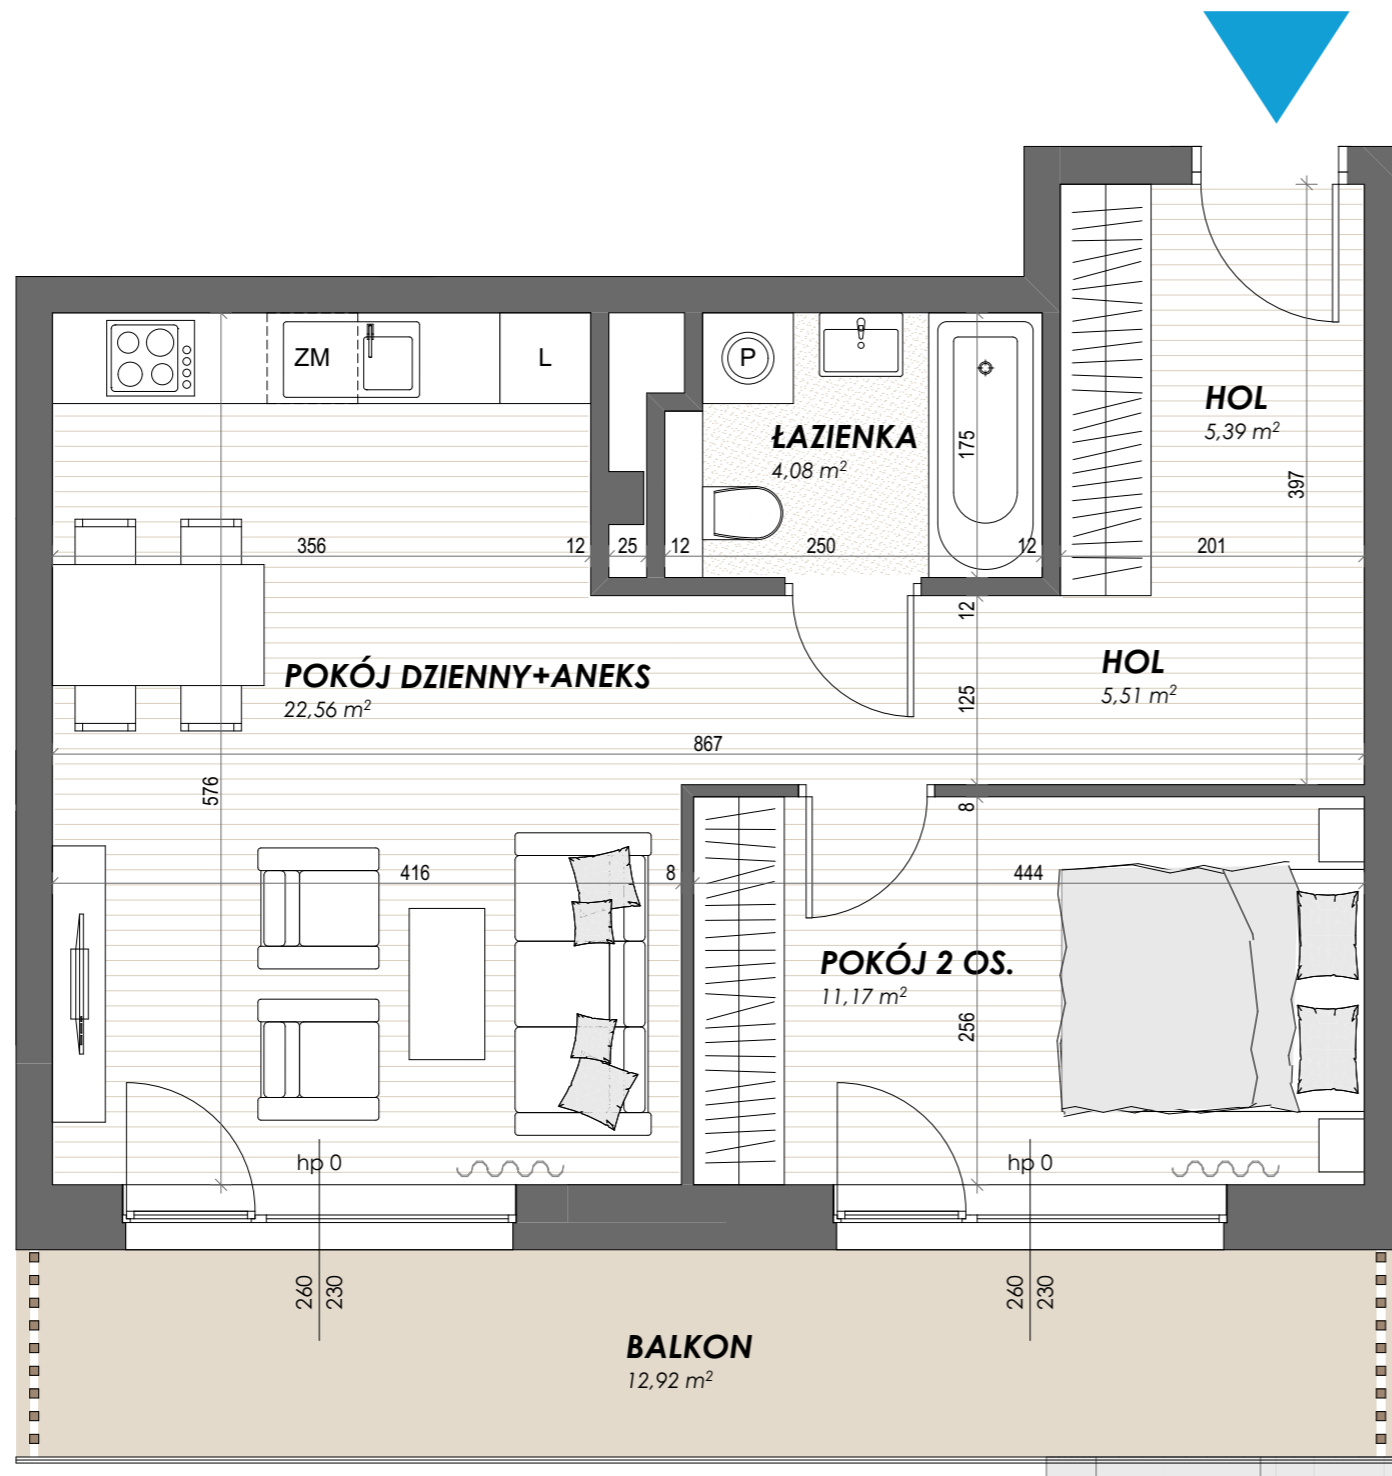 ZM
L
P
HOL
5,39 m²
ŁAZIENKA
4,08 m²
175
397
356
12
25
12
250
12
201
12
HOL
5,51 m²
POKÓJ DZIENNY+ANEKS
22,56 m²
125
867
576
8
416
8
444
POKÓJ 2 OS.
11,17 m²
256
hp 0
hp 0
260
230
260
230
BALKON
12,92 m²